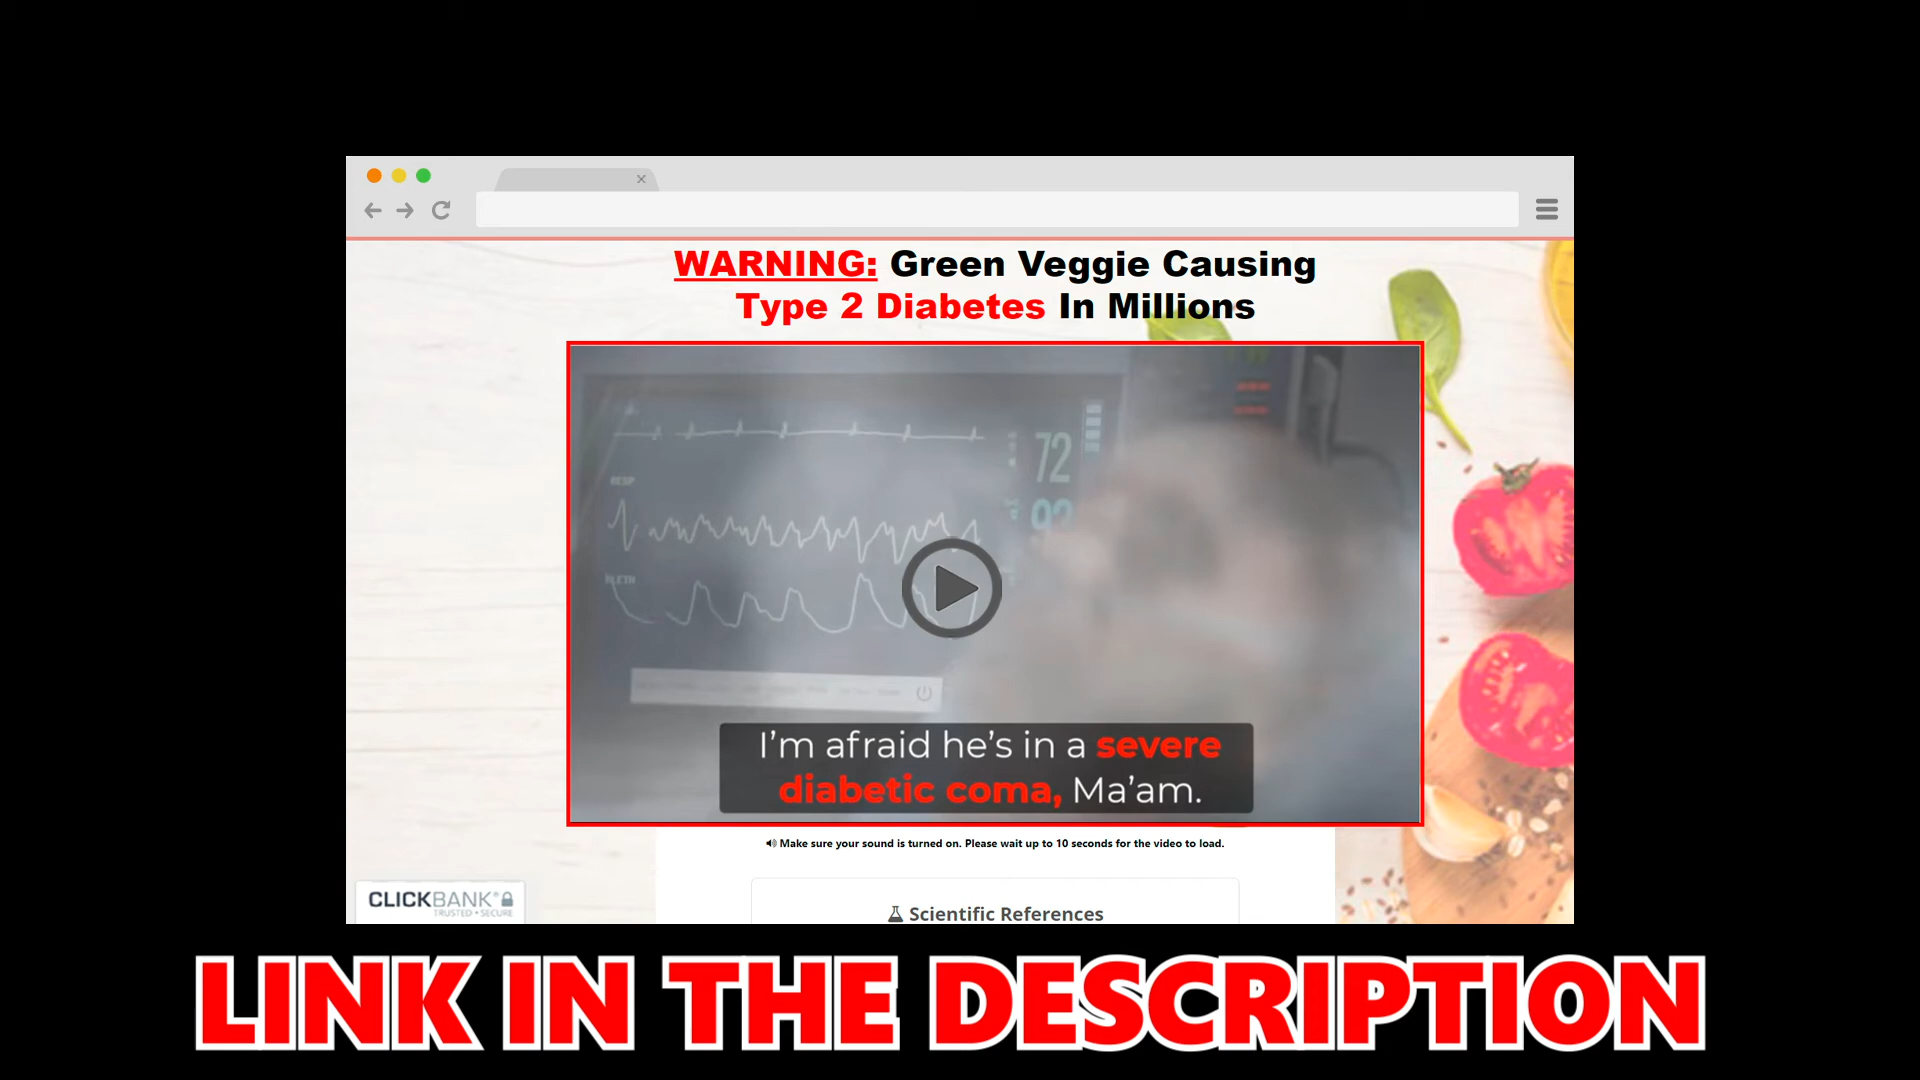 WARNING: Green Veggie Causing
Type 2 Diabetes In Millions
72
RESP
PLETH
I'm afraid he's in a severe
diabetic coma, Ma'am.
Make sure your sound is turned on. Please wait up to 10 seconds for the video to load.
CLICKBANK®
TRUSTED • SECURE
Scientific References
LINK IN THE DESCRIPTION